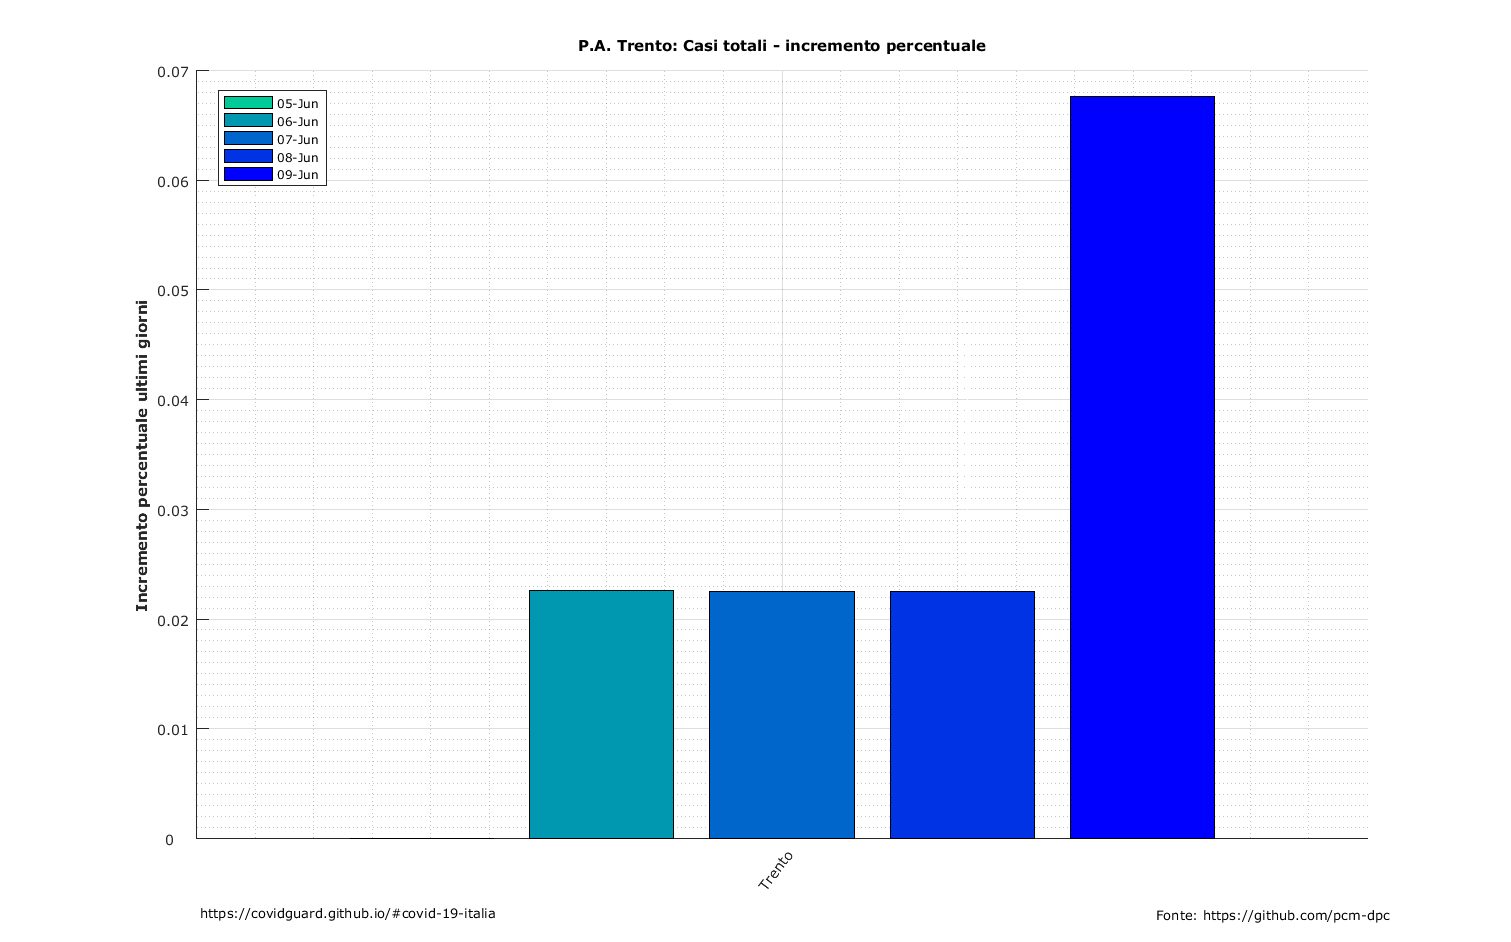 P.A. Trento: Casi totali - incremento percentuale
0.07
0.06
0.05
0.04
0.03
0.02
0.01
0
Incremento percentuale ultimi giorni
05-Jun
06-Jun
07-Jun
08-Jun
09-Jun
Trento
https://covidguard.github.io/#covid-19-italia
Fonte: https://github.com/pcm-dpc